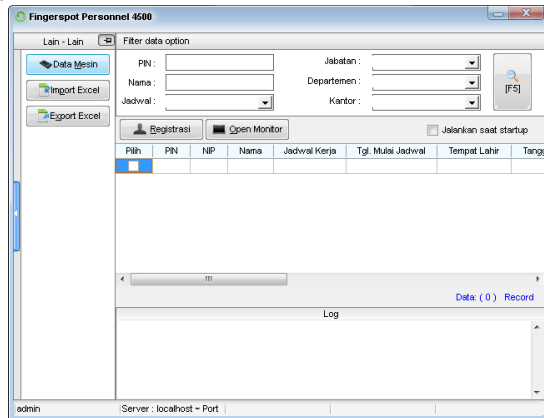 Fingerspot Personnel 4500
Lain - Lain
Filter data option
Data Mesin
Import Excel
Export Excel
PIN :
Nama :
Jadwal :
Jabatan :
Departemen :
Kantor :
[F5]
Registrasi
Open Monitor
Jalankan saat startup
Pilih PIN NIP Nama Jadwal Kerja Tgl. Mulai Jadwal Tempat Lahir Tangg
Data: ( 0 ) Record
Log
admin Server : localhost ~ Port